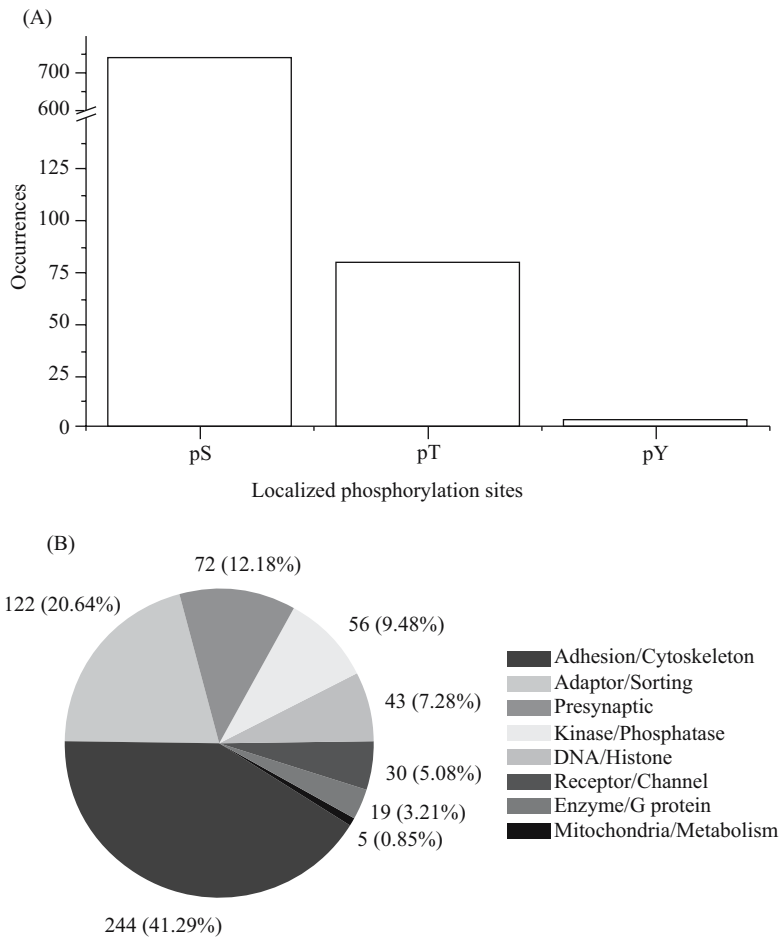 (A)
700
600
125
100
75
50
25
0
Occurrences
pS
pT
pY
Localized phosphorylation sites
(B)
72 (12.18%)
122 (20.64%)
56 (9.48%)
43 (7.28%)
30 (5.08%)
19 (3.21%)
5 (0.85%)
244 (41.29%)
Adhesion/Cytoskeleton
Adaptor/Sorting
Presynaptic
Kinase/Phosphatase
DNA/Histone
Receptor/Channel
Enzyme/G protein
Mitochondria/Metabolism